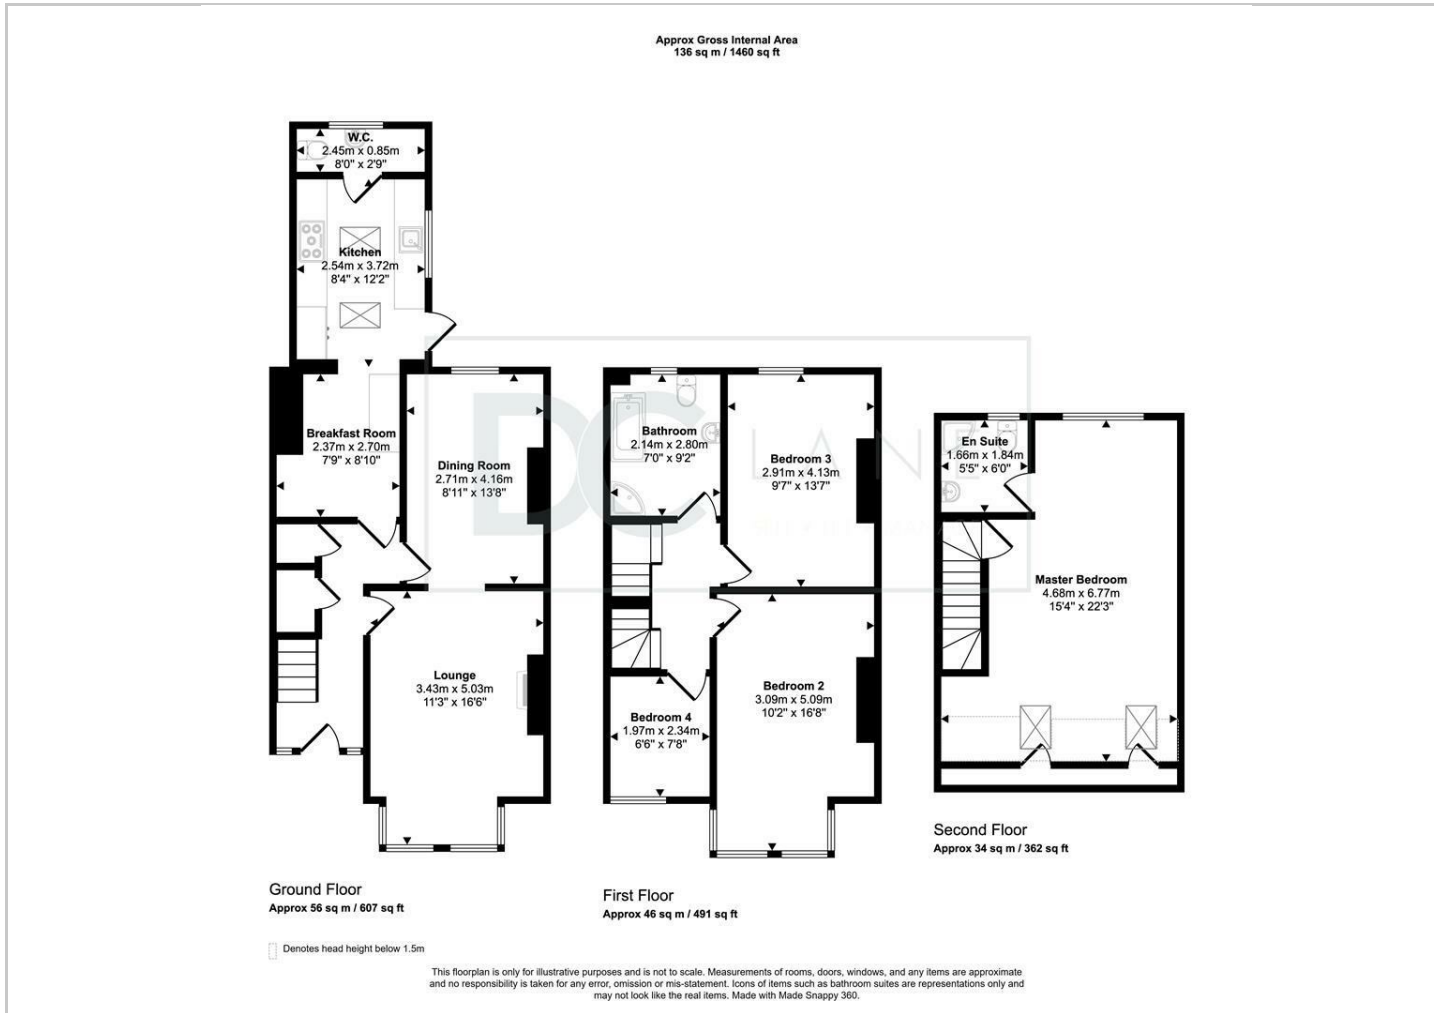 Approx Gross Internal Area
136 sq m / 1460 sq ft
W.C.
2.45m x 0.85m
8'0" x 2'9"
Kitchen
2.54m x 3.72m
8'4" x 12'2"
Breakfast Room
2.37m x 2.70m
7'9" x 8'10"
Dining Room
2.71m x 4.16m
8'11" x 13'8"
Lounge
3.43m x 5.03m
11'3" x 16'6"
Ground Floor
Approx 56 sq m / 607 sq ft
Bathroom
2.14m x 2.80m
7'0" x 9'2"
Bedroom 3
2.91m x 4.13m
9'7" x 13'7"
Bedroom 2
3.09m x 5.09m
10'2" x 16'8"
Bedroom 4
1.97m x 2.34m
6'6" x 7'8"
First Floor
Approx 46 sq m / 491 sq ft
En Suite
1.66m x 1.84m
5'5" x 6'0"
Master Bedroom
4.68m x 6.77m
15'4" x 22'3"
Second Floor
Approx 34 sq m / 362 sq ft
DC LANE
Denotes head height below 1.5m
This floorplan is only for illustrative purposes and is not to scale. Measurements of rooms, doors, windows, and any items are approximate
and no responsibility is taken for any error, omission or mis-statement. Icons of items such as bathroom suites are representations only and
may not look like the real items. Made with Made Snappy 360.